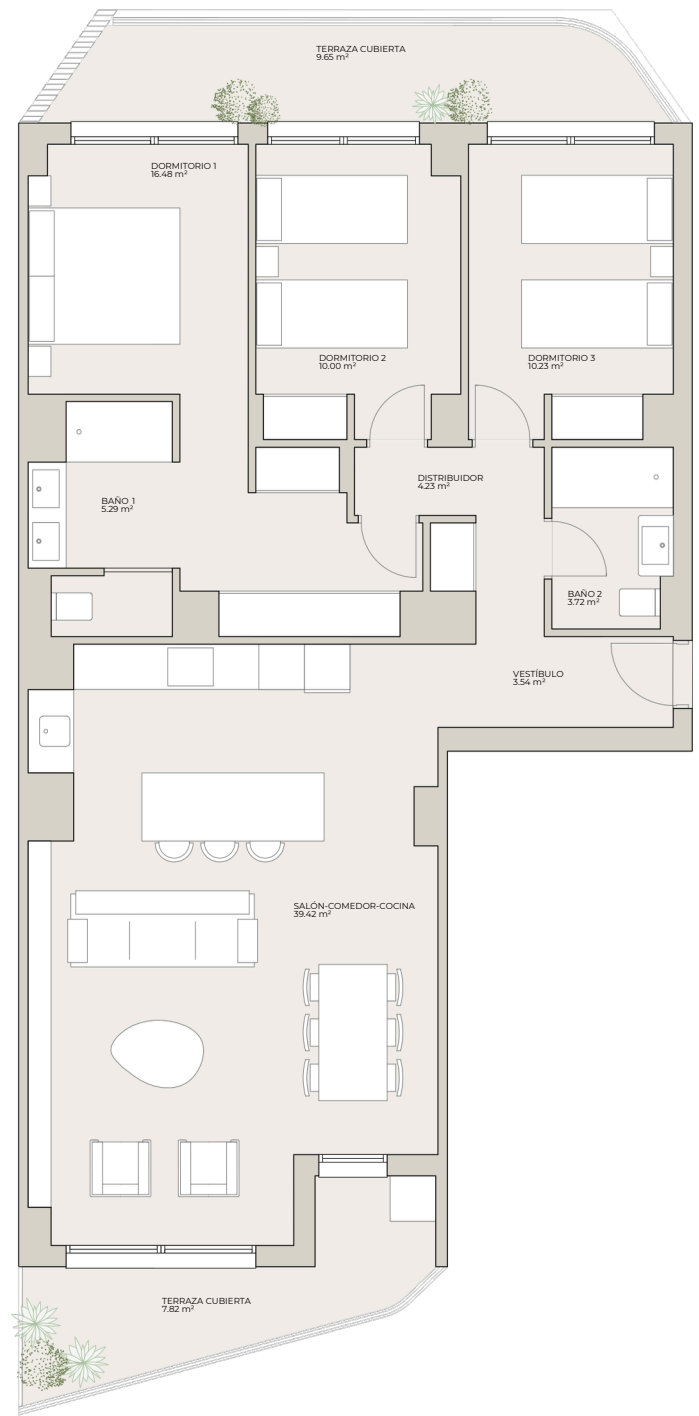 TERRAZA CUBIERTA
9.65 m²
DORMITORIO 1
16.48 m²
DORMITORIO 2
10.00 m²
DORMITORIO 3
10.23 m²
DISTRIBUIDOR
4.23 m²
BAÑO 1
5.29 m²
BAÑO 2
3.72 m²
VESTÍBULO
3.54 m²
SALÓN-COMEDOR-COCINA
39.42 m²
TERRAZA CUBIERTA
7.82 m²